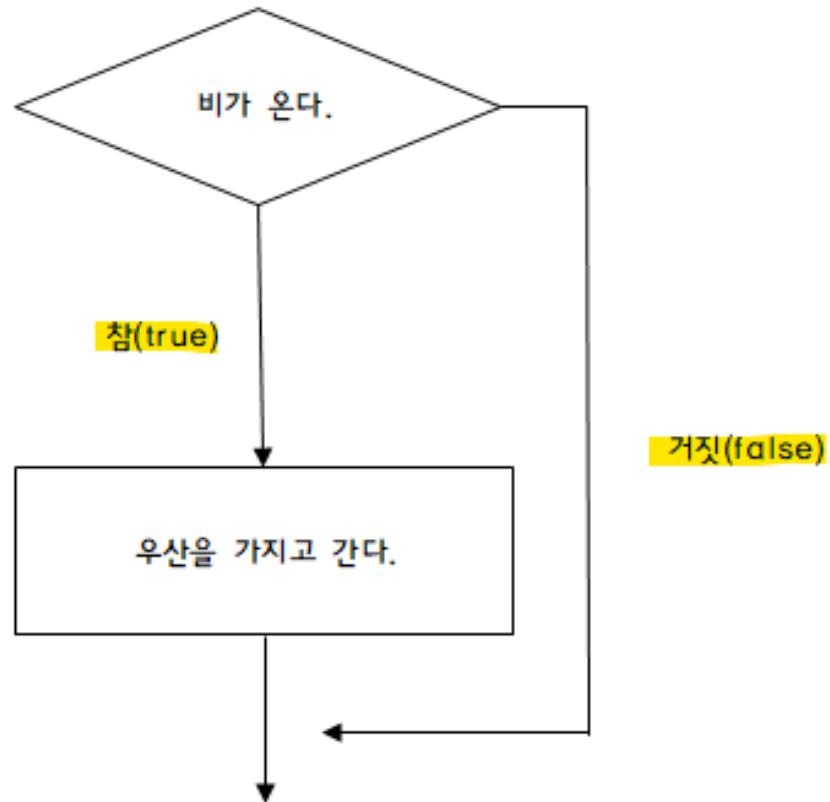 비가 온다.
참(true)
거짓(false)
우산을 가지고 간다.